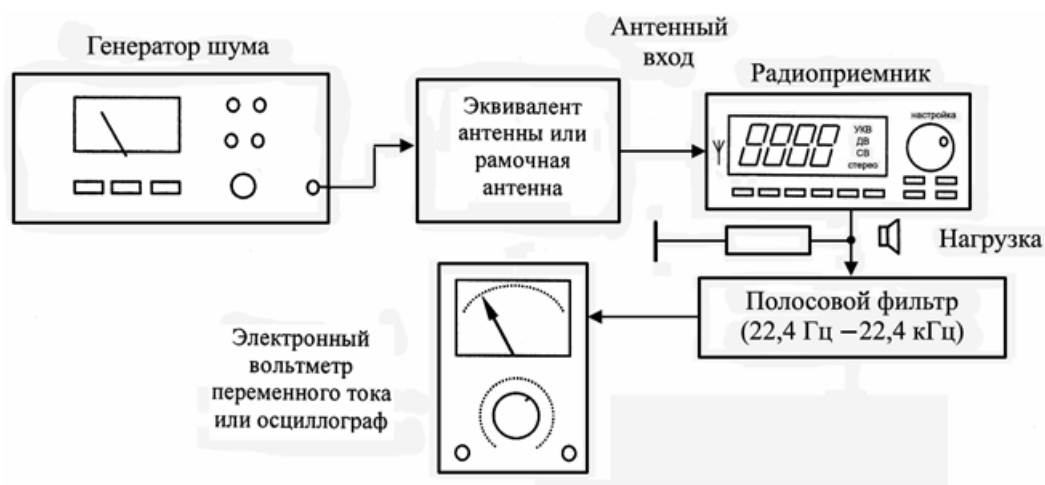 Генератор шума
Антенный
вход
Эквивалент
антенны или
рамочная
антенна
Радиоприемник
настройка
УКВ
ДВ
СВ
стерео
Нагрузка
Полосовой фильтр
(22,4 Гц −22,4 кГц)
Электронный
вольтметр
переменного тока
или осциллограф